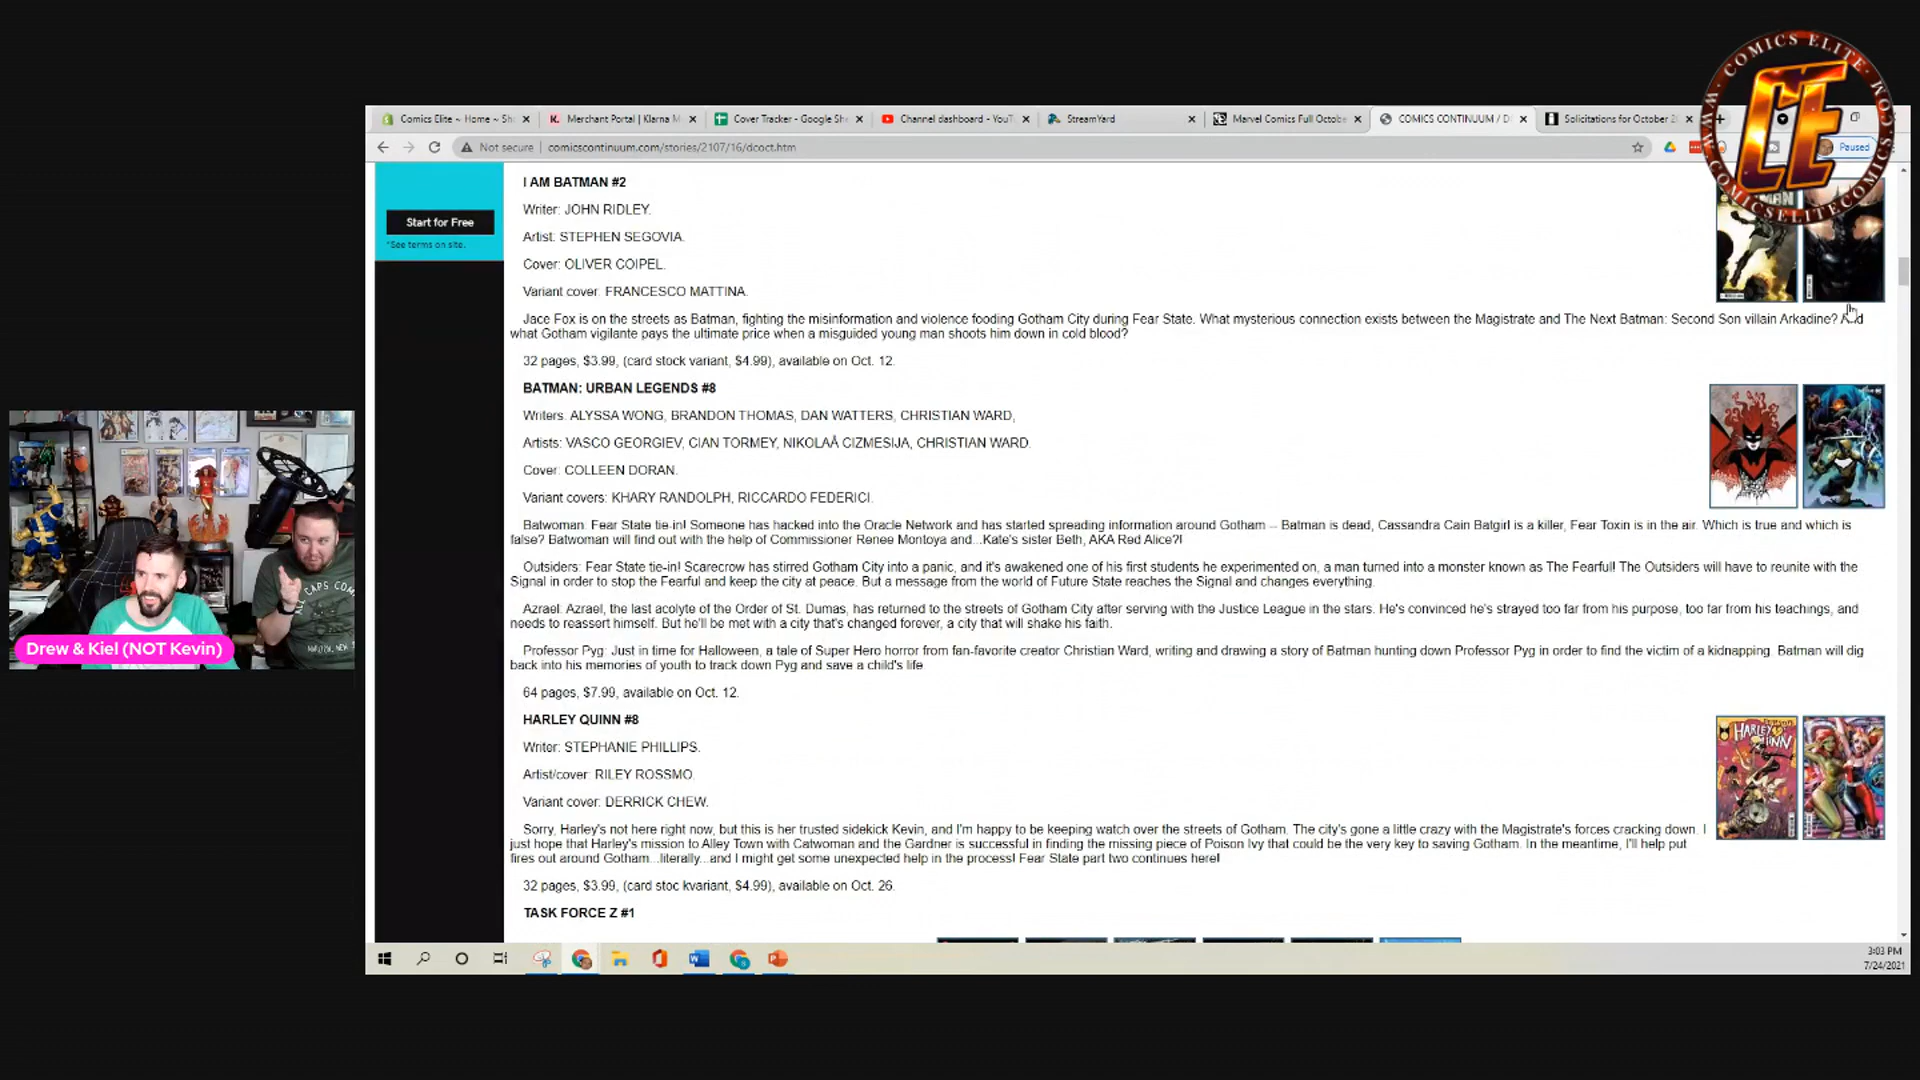 COMICS ELITE
WWW.COMICSELITECOMICS.COM
CE
Comics Elite ~ Home ~ Sh
Merchant Portal | Klarna M
Cover Tracker - Google She
Channel dashboard - YouT
StreamYard
Marvel Comics Full Octobe
COMICS CONTINUUM / D
Solicitations for October 2
Not secure
comicscontinuum.com/stories/2107/16/dcoct.htm
Paused
Start for Free
*See terms on site.
I AM BATMAN #2
Writer: JOHN RIDLEY.
Artist: STEPHEN SEGOVIA.
Cover: OLIVER COIPEL.
Variant cover: FRANCESCO MATTINA.
Jace Fox is on the streets as Batman, fighting the misinformation and violence fooding Gotham City during Fear State. What mysterious connection exists between the Magistrate and The Next Batman: Second Son villain Arkadine? And
what Gotham vigilante pays the ultimate price when a misguided young man shoots him down in cold blood?
32 pages, $3.99, (card stock variant, $4.99), available on Oct. 12.
BATMAN: URBAN LEGENDS #8
Writers: ALYSSA WONG, BRANDON THOMAS, DAN WATTERS, CHRISTIAN WARD,
Artists: VASCO GEORGIEV, CIAN TORMEY, NIKOLAÅ CIZMESIJA, CHRISTIAN WARD.
Cover: COLLEEN DORAN.
Variant covers: KHARY RANDOLPH, RICCARDO FEDERICI.
Batwoman: Fear State tie-in! Someone has hacked into the Oracle Network and has started spreading information around Gotham -- Batman is dead, Cassandra Cain Batgirl is a killer, Fear Toxin is in the air. Which is true and which is
false? Batwoman will find out with the help of Commissioner Renee Montoya and...Kate's sister Beth, AKA Red Alice?!
Outsiders: Fear State tie-in! Scarecrow has stirred Gotham City into a panic, and it's awakened one of his first students he experimented on, a man turned into a monster known as The Fearful! The Outsiders will have to reunite with the
Signal in order to stop the Fearful and keep the city at peace. But a message from the world of Future State reaches the Signal and changes everything.
Azrael: Azrael, the last acolyte of the Order of St. Dumas, has returned to the streets of Gotham City after serving with the Justice League in the stars. He's convinced he's strayed too far from his purpose, too far from his teachings, and
needs to reassert himself. But he'll be met with a city that's changed forever, a city that will shake his faith.
Professor Pyg: Just in time for Halloween, a tale of Super Hero horror from fan-favorite creator Christian Ward, writing and drawing a story of Batman hunting down Professor Pyg in order to find the victim of a kidnapping. Batman will dig
back into his memories of youth to track down Pyg and save a child's life
64 pages, $7.99, available on Oct. 12.
HARLEY QUINN #8
Writer: STEPHANIE PHILLIPS.
Artist/cover: RILEY ROSSMO.
Variant cover: DERRICK CHEW.
HARLEY QUINN
Sorry, Harley's not here right now, but this is her trusted sidekick Kevin, and I'm happy to be keeping watch over the streets of Gotham. The city's gone a little crazy with the Magistrate's forces cracking down. I
just hope that Harley's mission to Alley Town with Catwoman and the Gardner is successful in finding the missing piece of Poison Ivy that could be the very key to saving Gotham. In the meantime, I'll help put
fires out around Gotham...literally...and I might get some unexpected help in the process! Fear State part two continues here!
32 pages, $3.99, (card stoc kvariant, $4.99), available on Oct. 26.
TASK FORCE Z #1
Drew & Kiel (NOT Kevin)
3:03 PM
7/24/2021